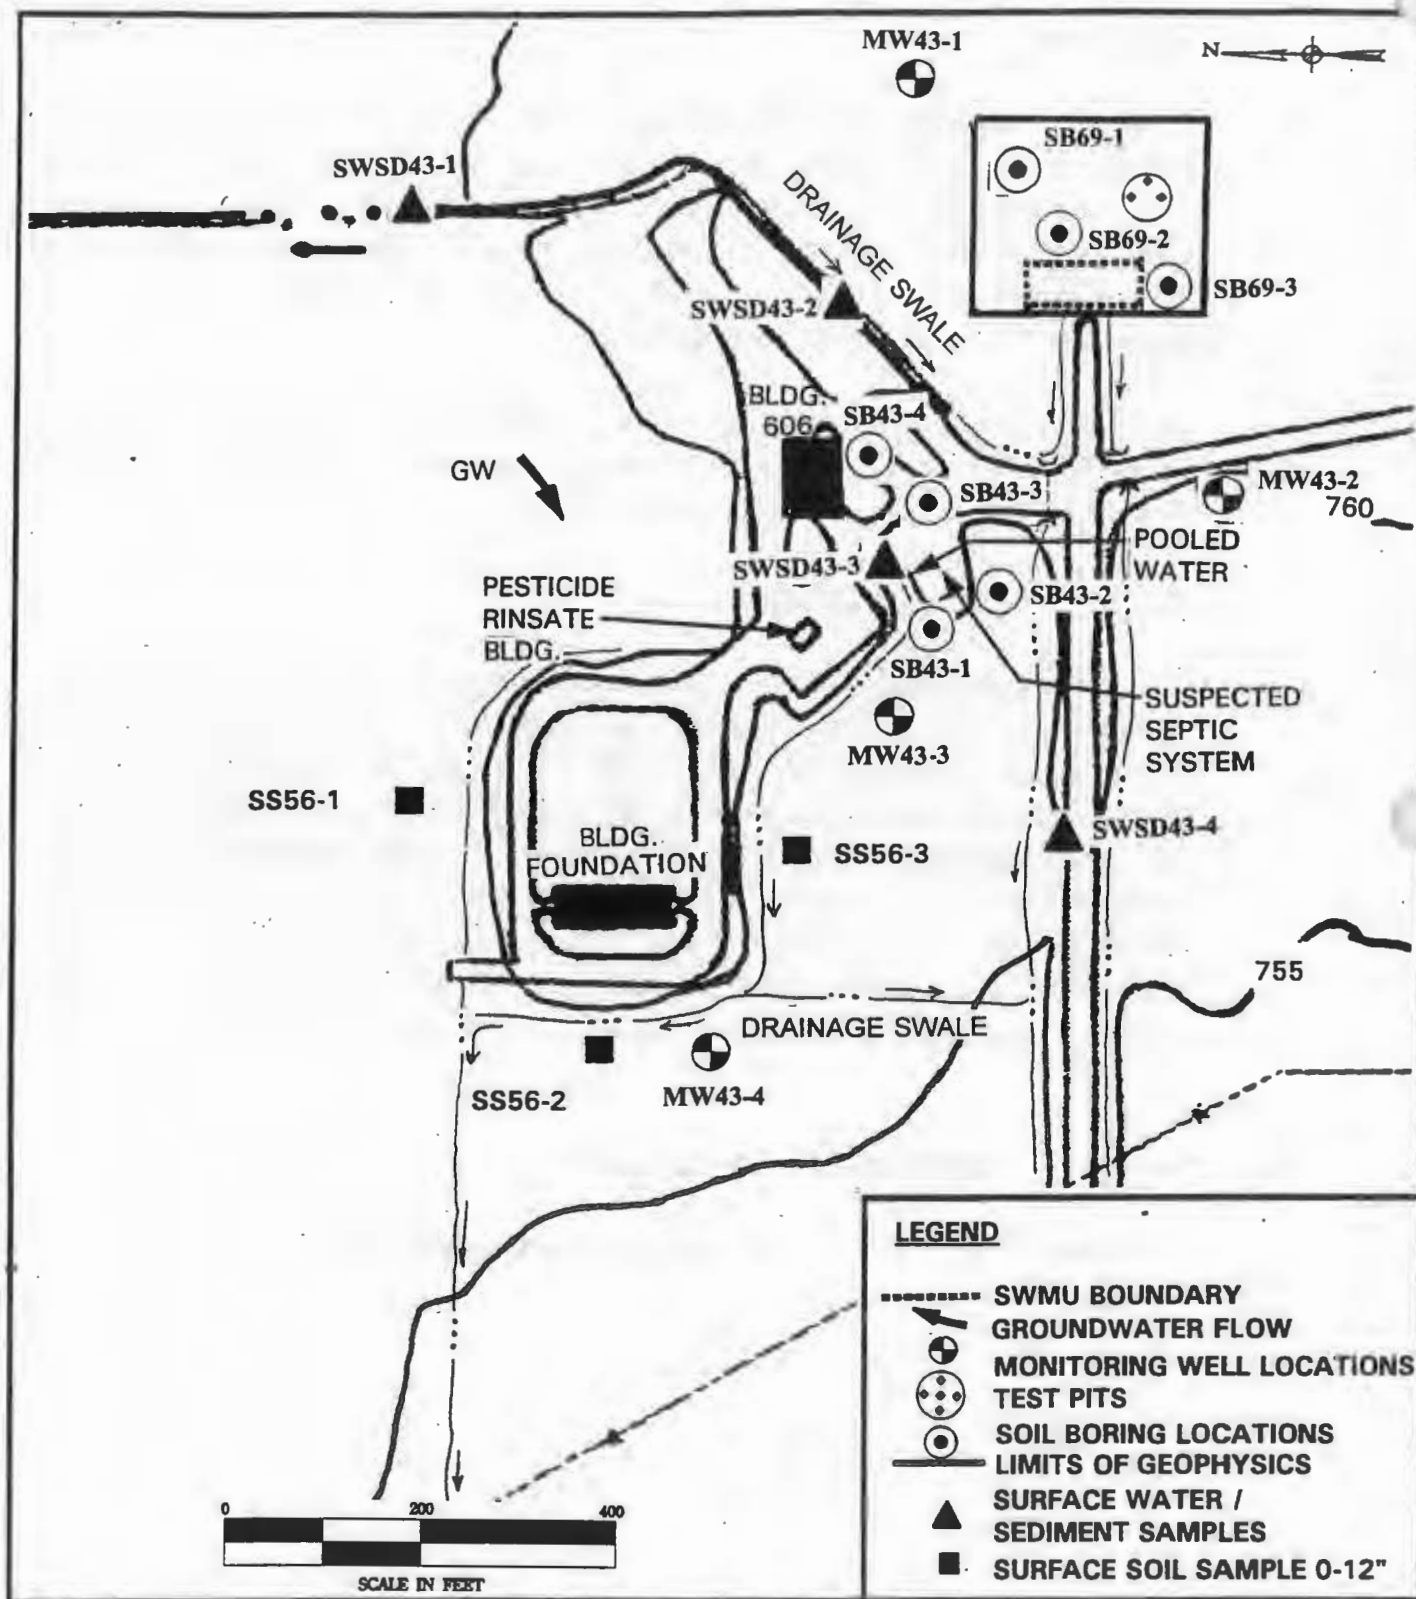 MW43-1
N
SB69-1
SWSD43-1
DRAINAGE SWALE
SB69-2
SB69-3
SWSD43-2
BLDG.
606
SB43-4
GW
SB43-3
MW43-2
760
POOLED
WATER
SWSD43-3
PESTICIDE
RINSATE
BLDG.
SB43-2
SB43-1
SUSPECTED
SEPTIC
SYSTEM
MW43-3
SS56-1
BLDG.
FOUNDATION
SS56-3
SWSD43-4
755
DRAINAGE SWALE
SS56-2
MW43-4
LEGEND
SWMU BOUNDARY
GROUNDWATER FLOW
MONITORING WELL LOCATIONS
TEST PITS
SOIL BORING LOCATIONS
LIMITS OF GEOPHYSICS
SURFACE WATER /
SEDIMENT SAMPLES
SURFACE SOIL SAMPLE 0-12"
0 200 400
SCALE IN FEET